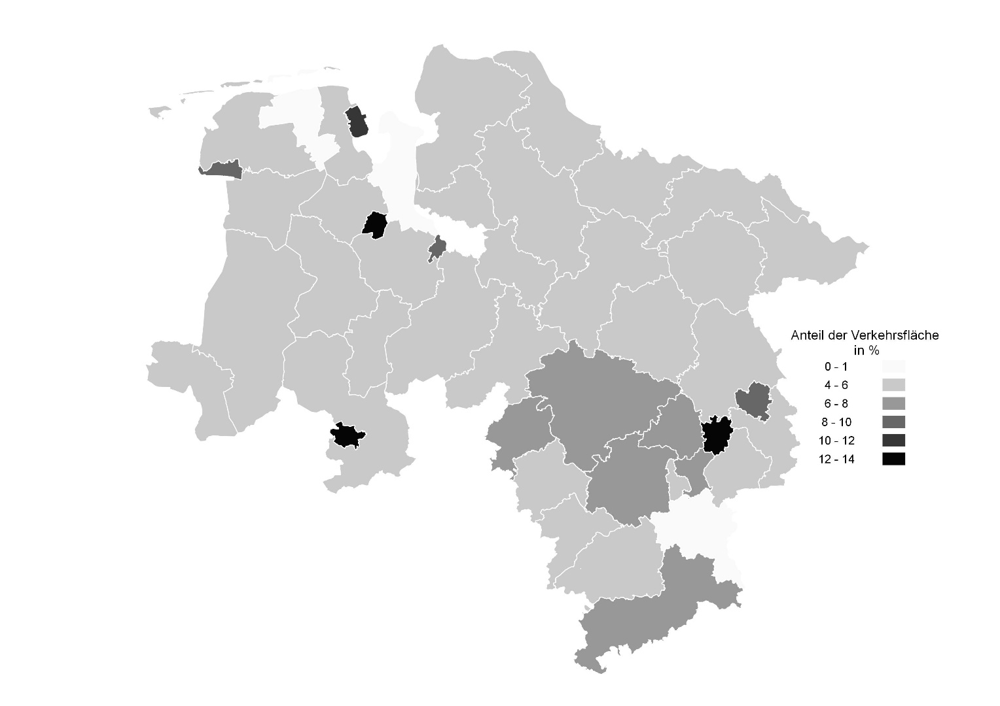 Anteil der Verkehrsfläche
in %
0 - 1
4 - 6
6 - 8
8 - 10
10 - 12
12 - 14